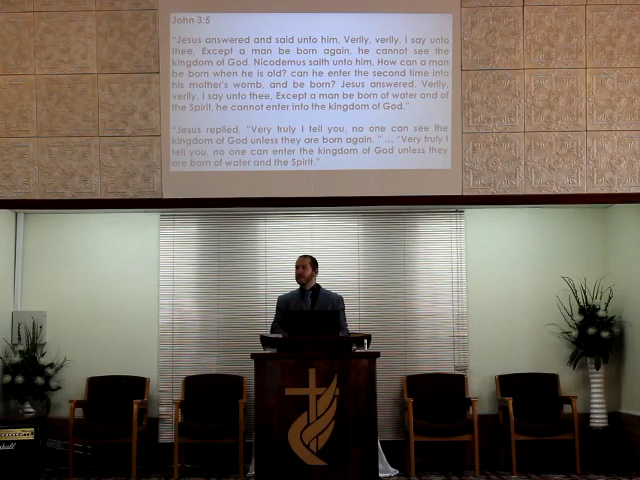 John 3:5
"Jesus answered and said unto him, Verily, verily, I say unto
thee, Except a man be born again, he cannot see the
kingdom of God. Nicodemus saith unto him, How can a man
be born when he is old? can he enter the second time into
his mother's womb, and be born? Jesus answered, Verily,
verily, I say unto thee, Except a man be born of water and of
the Spirit, he cannot enter into the kingdom of God."
"Jesus replied, "Very truly I tell you, no one can see the
kingdom of God unless they are born again. " ... "Very truly I
tell you, no one can enter the kingdom of God unless they
are born of water and the Spirit."
Marshall